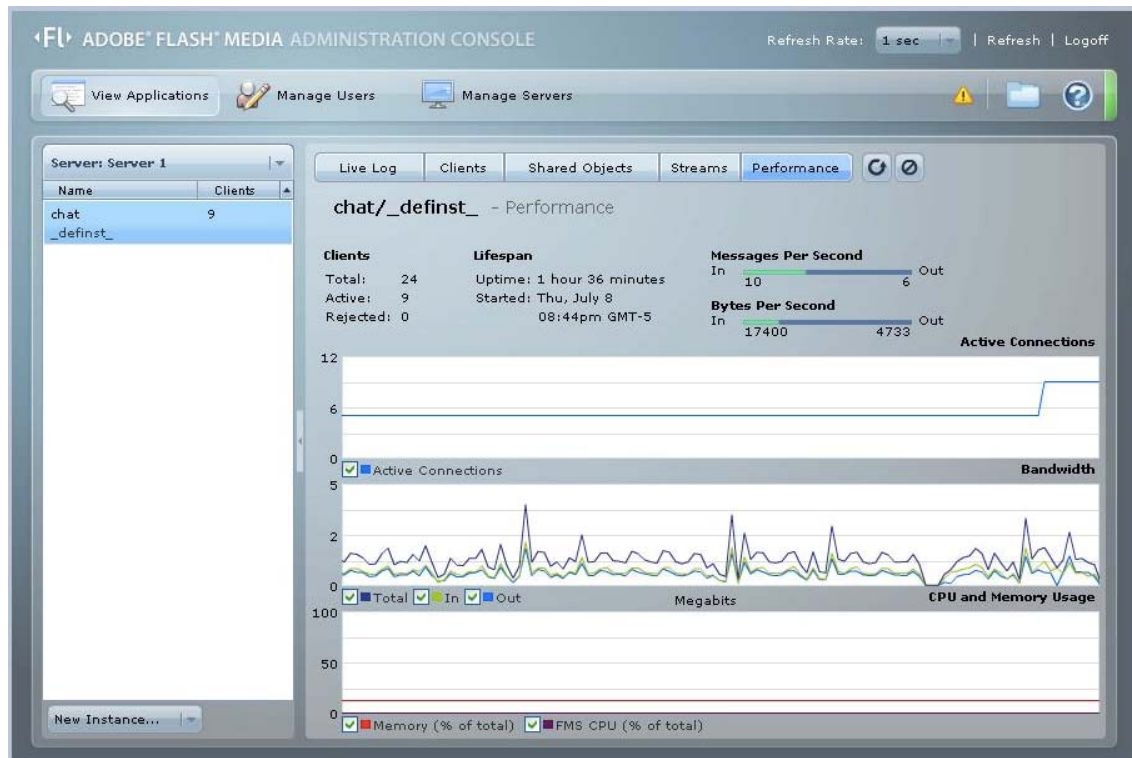 Fl ADOBE® FLASH® MEDIA ADMINISTRATION CONSOLE
Refresh Rate: 1 sec | Refresh | Logoff
View Applications Manage Users Manage Servers
Server: Server 1
Name Clients
chat 9
_definst_
New Instance...
Live Log Clients Shared Objects Streams Performance
chat/_definst_ - Performance
Clients
Total: 24
Active: 9
Rejected: 0
Lifespan
Uptime: 1 hour 36 minutes
Started: Thu, July 8
08:44pm GMT-5
Messages Per Second
In Out
10 6
Bytes Per Second
In Out
17400 4733
Active Connections
12
6
0
Active Connections
Bandwidth
5
2
0
Total In Out
Megabits
CPU and Memory Usage
100
50
0
Memory (% of total) FMS CPU (% of total)